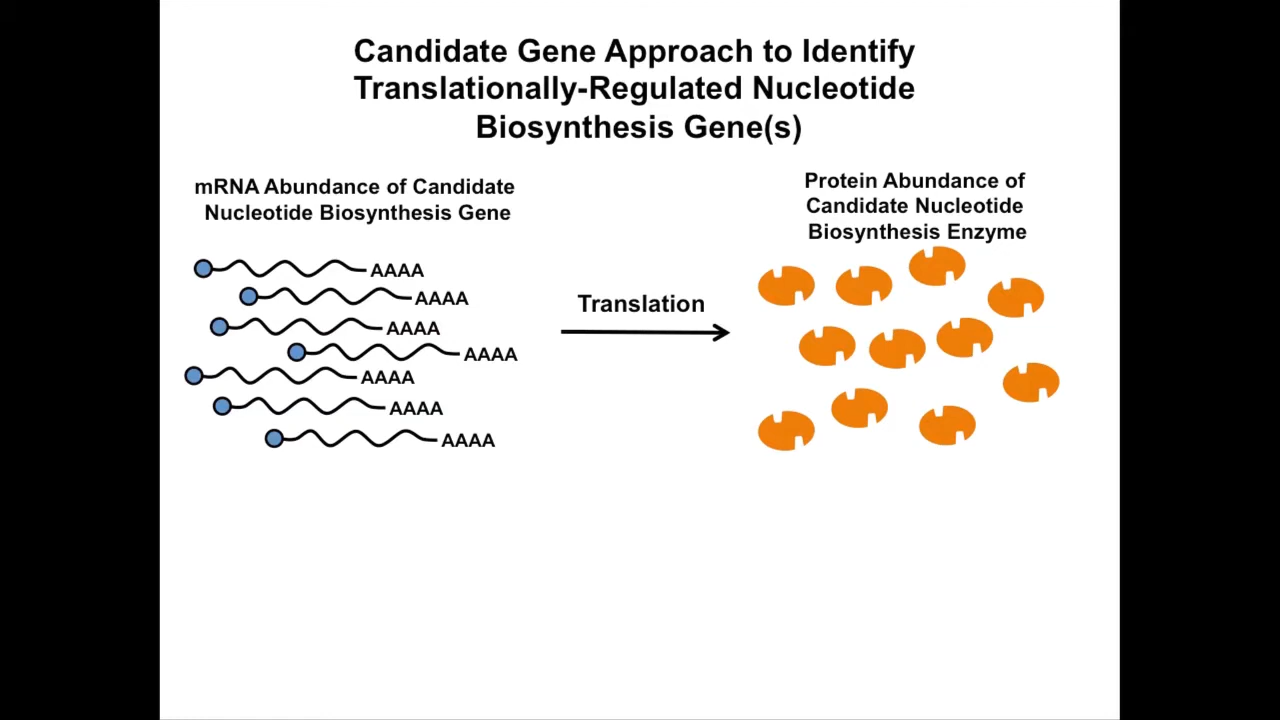 Candidate Gene Approach to Identify
Translationally-Regulated Nucleotide
Biosynthesis Gene(s)
mRNA Abundance of Candidate
Nucleotide Biosynthesis Gene
AAAA
AAAA
AAAA
AAAA
AAAA
AAAA
AAAA
Translation
Protein Abundance of
Candidate Nucleotide
Biosynthesis Enzyme